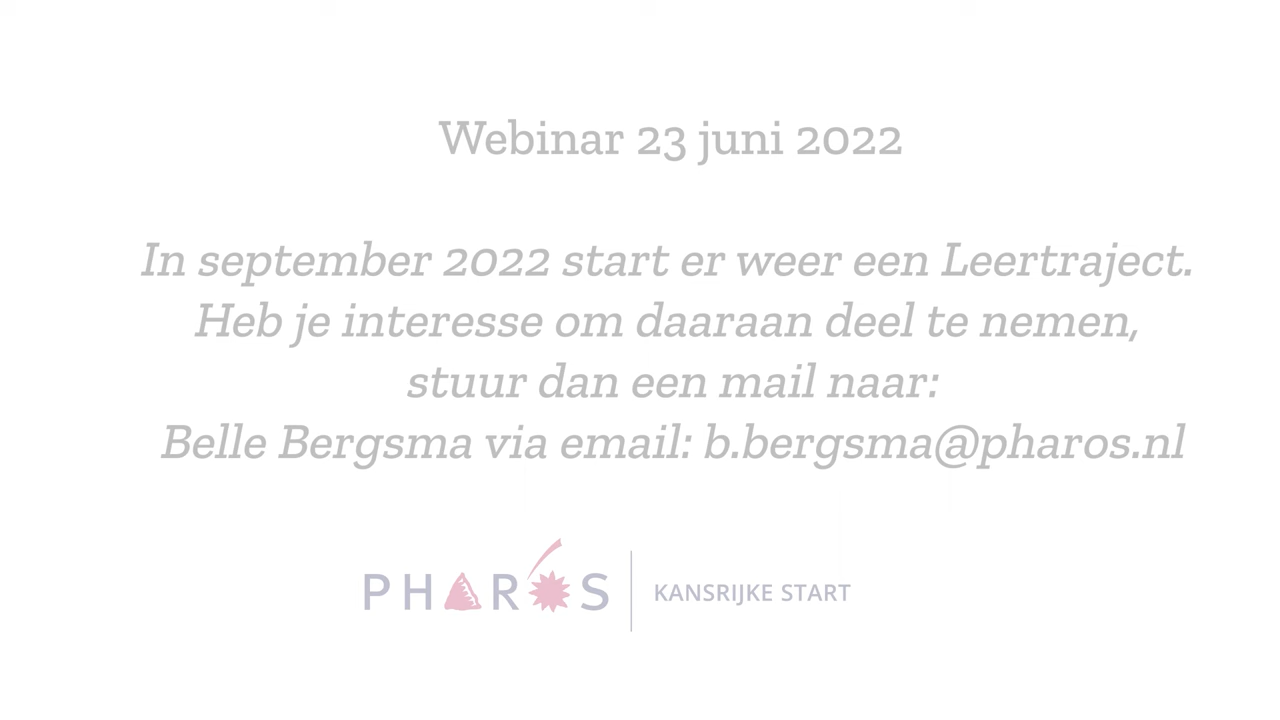 Webinar 23 juni 2022
In september 2022 start er weer een Leertraject.
Heb je interesse om daaraan deel te nemen,
stuur dan een mail naar:
Belle Bergsma via email: b.bergsma@pharos.nl
PHAROS
KANSRIJKE START